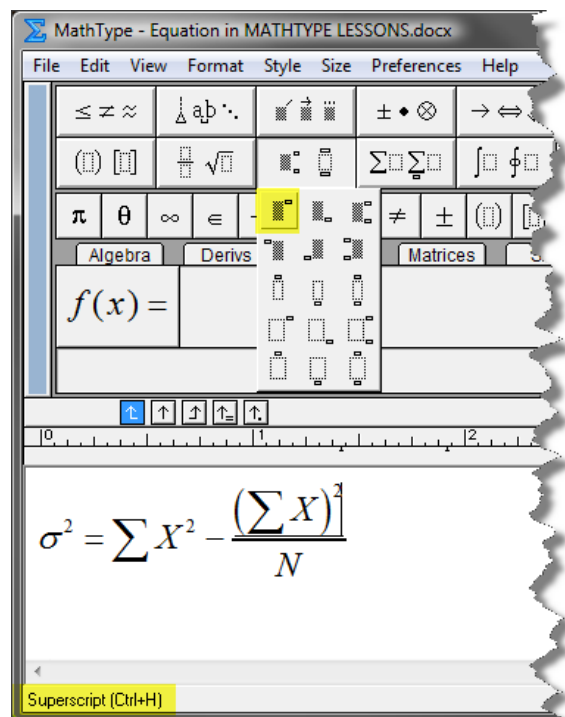 MathType - Equation in MATHTYPE LESSONS.docx
File Edit View Format Style Size Preferences Help
≤ ≠ ≈ ab ± • ⊗ → ⇔
( ) [ ] √ Σ Σ ∫ ∮
π θ ∞ ∈ ≠ ± ( ) [
Algebra Derivs Matrices
f(x) =
0 1 2
σ² = ∑ X² − (∑ X)²
N
Superscript (Ctrl+H)